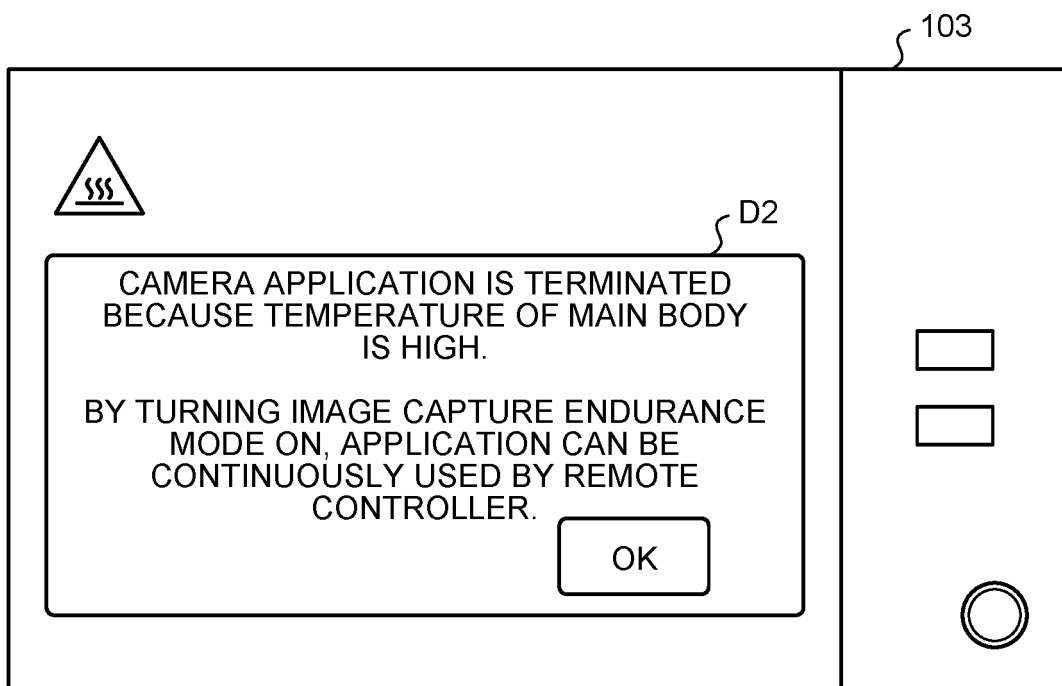 103
D2
CAMERA APPLICATION IS TERMINATED
BECAUSE TEMPERATURE OF MAIN BODY
IS HIGH.
BY TURNING IMAGE CAPTURE ENDURANCE
MODE ON, APPLICATION CAN BE
CONTINUOUSLY USED BY REMOTE
CONTROLLER.
OK